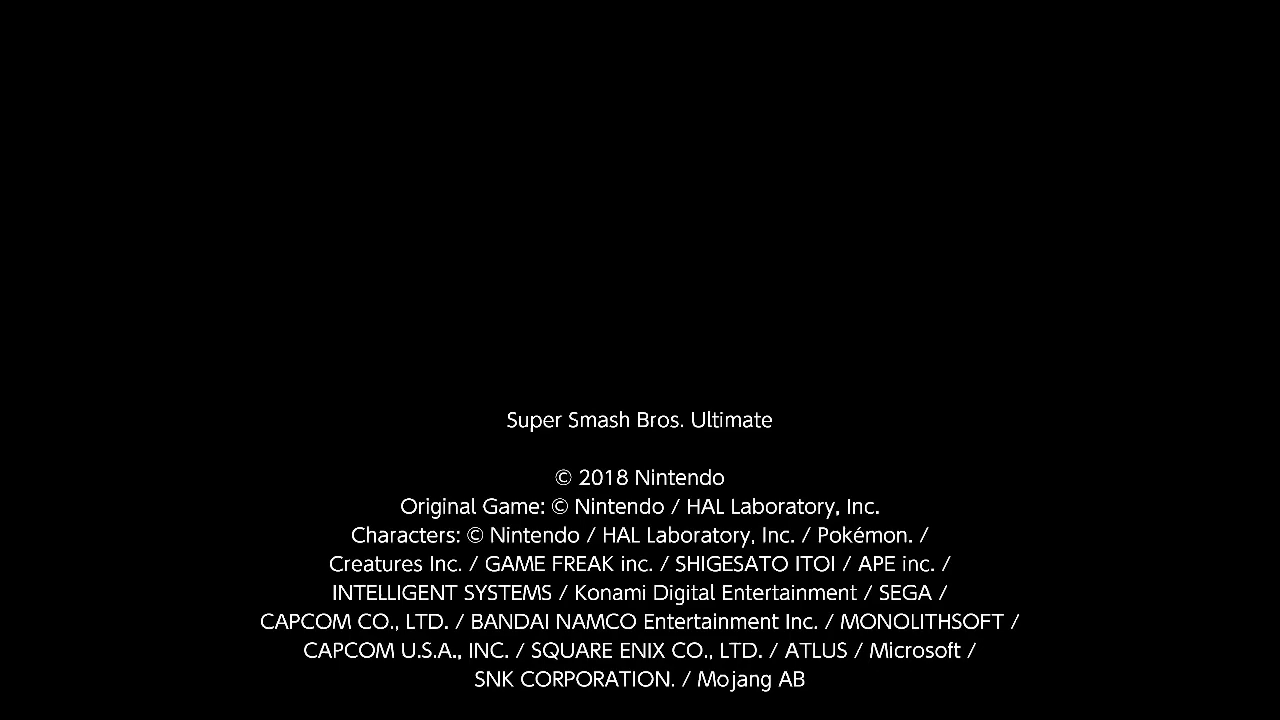 Super Smash Bros. Ultimate
© 2018 Nintendo
Original Game: © Nintendo / HAL Laboratory, Inc.
Characters: © Nintendo / HAL Laboratory, Inc. / Pokémon. /
Creatures Inc. / GAME FREAK inc. / SHIGESATO ITOI / APE inc. /
INTELLIGENT SYSTEMS / Konami Digital Entertainment / SEGA /
CAPCOM CO., LTD. / BANDAI NAMCO Entertainment Inc. / MONOLITHSOFT /
CAPCOM U.S.A., INC. / SQUARE ENIX CO., LTD. / ATLUS / Microsoft /
SNK CORPORATION. / Mojang AB